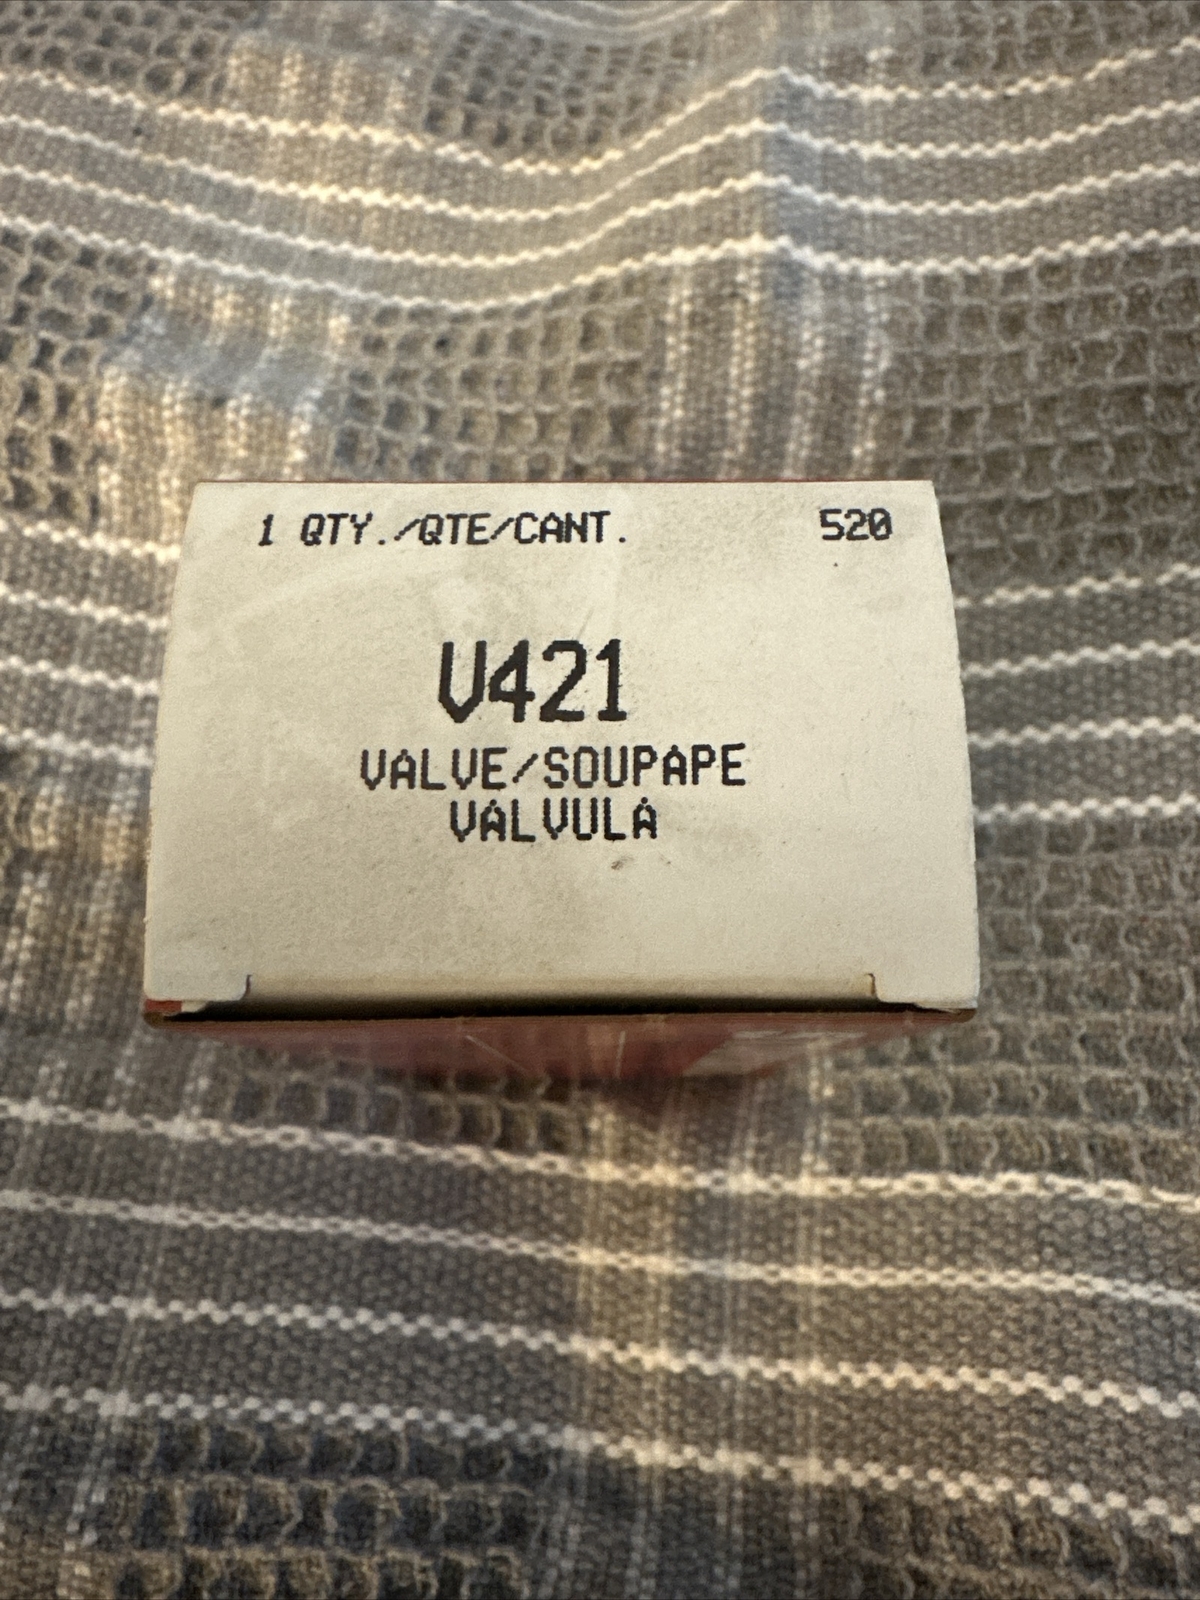 1 QTY./QTE/CANT. 520
V421
VALVE/SOUPAPE
VALVULA